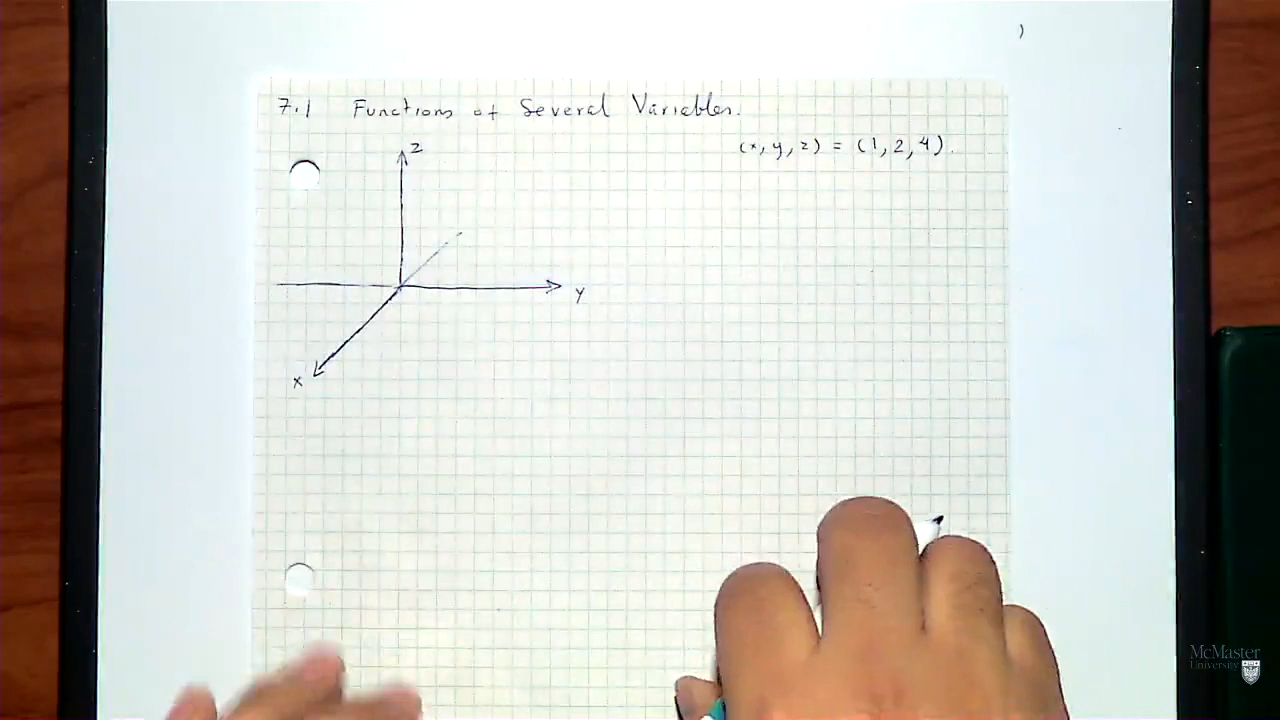 7.1 Functions of Several Variables.
(x, y, z) = (1, 2, 4).
z
y
x
McMaster
University